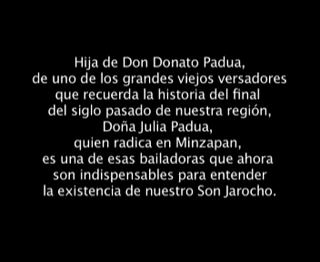 Hija de Don Donato Padua,
de uno de los grandes viejos versadores
que recuerda la historia del final
del siglo pasado de nuestra región,
Doña Julia Padua,
quien radica en Minzapan,
es una de esas bailadoras que ahora
son indispensables para entender
la existencia de nuestro Son Jarocho.